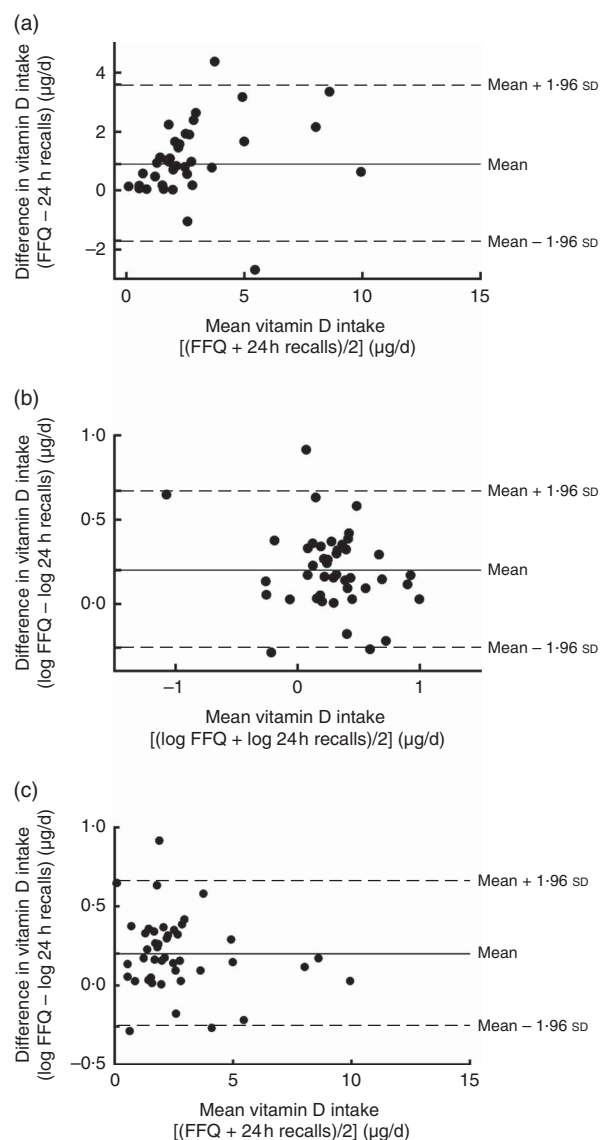 (a)
Difference in vitamin D intake
(FFQ – 24 h recalls) (µg/d)
4
2
0
–2
Mean + 1·96 SD
Mean
Mean – 1·96 SD
0 5 10 15
Mean vitamin D intake
[(FFQ + 24h recalls)/2] (µg/d)
(b)
Difference in vitamin D intake
(log FFQ – log 24 h recalls) (µg/d)
1·0
0·5
0·0
Mean + 1·96 SD
Mean
Mean – 1·96 SD
–1 0 1
Mean vitamin D intake
[(log FFQ + log 24h recalls)/2] (µg/d)
(c)
Difference in vitamin D intake
(log FFQ – log 24 h recalls) (µg/d)
1·0
0·5
0·0
–0·5
Mean + 1·96 SD
Mean
Mean – 1·96 SD
0 5 10 15
Mean vitamin D intake
[(FFQ + 24h recalls)/2] (µg/d)